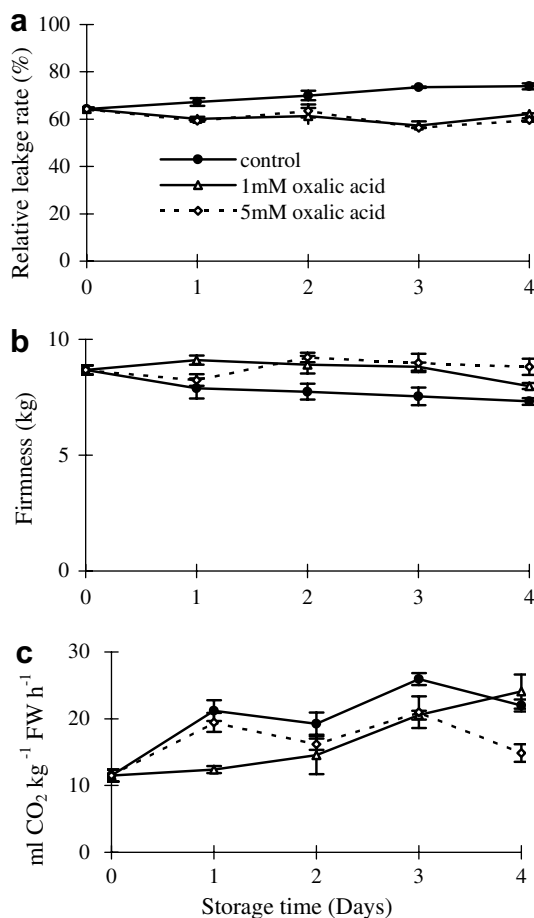 a
Relative leakge rate (%)
100
80
60
40
20
0
control
1mM oxalic acid
5mM oxalic acid
0 1 2 3 4
b
Firmness (kg)
10
5
0
0 1 2 3 4
c
ml CO₂ kg⁻¹ FW h⁻¹
30
20
10
0
0 1 2 3 4
Storage time (Days)